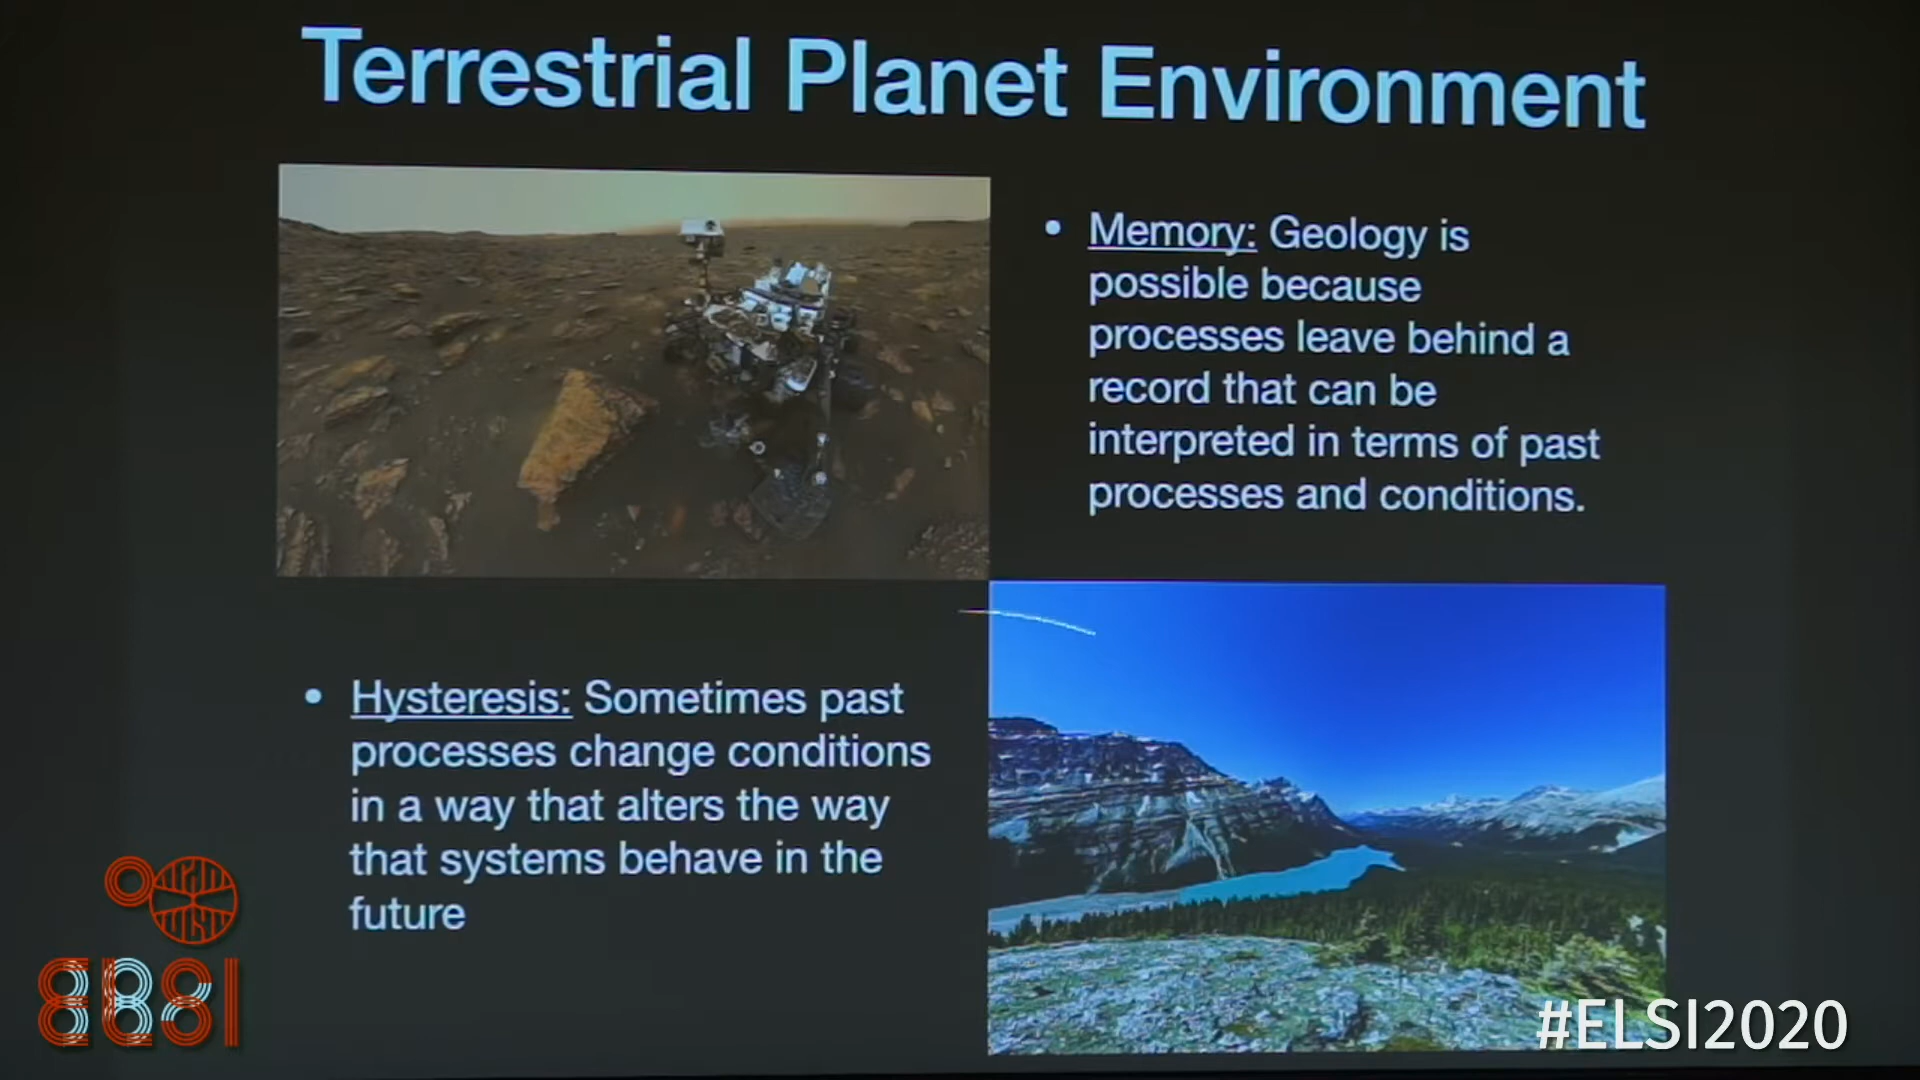 Terrestrial Planet Environment
• Memory: Geology is
possible because
processes leave behind a
record that can be
interpreted in terms of past
processes and conditions.
• Hysteresis: Sometimes past
processes change conditions
in a way that alters the way
that systems behave in the
future
ELSI
#ELSI2020